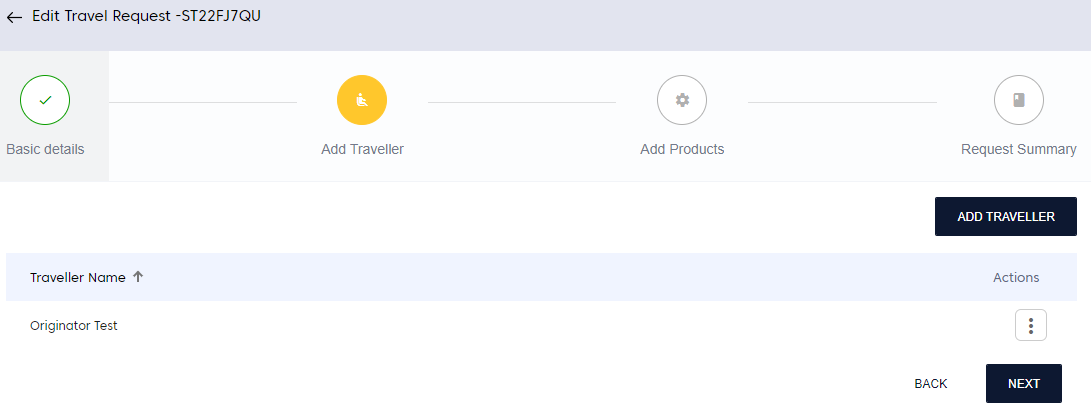 Edit Travel Request -ST22FJ7QU
Basic details
Add Traveller
Add Products
Request Summary
ADD TRAVELLER
Traveller Name
Actions
Originator Test
BACK
NEXT